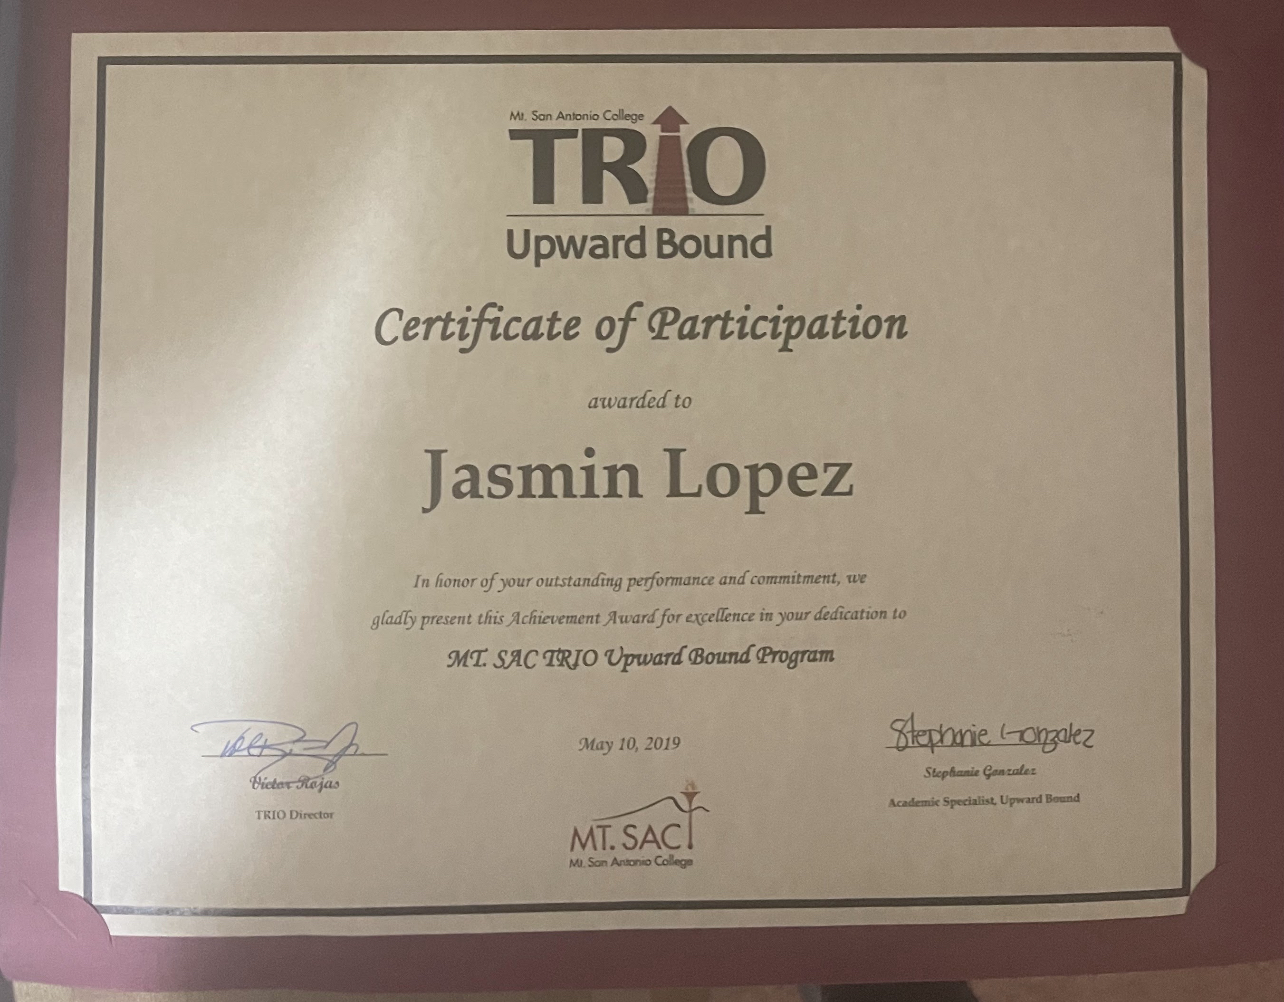 Mt. San Antonio College
TRIO
Upward Bound
Certificate of Participation
awarded to
Jasmin Lopez
In honor of your outstanding performance and commitment, we
gladly present this Achievement Award for excellence in your dedication to
MT. SAC TRIO Upward Bound Program
Victor Rojas
TRIO Director
May 10, 2019
MT. SAC
Mt. San Antonio College
Stephanie Gonzalez
Stephanie Gonzalez
Academic Specialist, Upward Bound